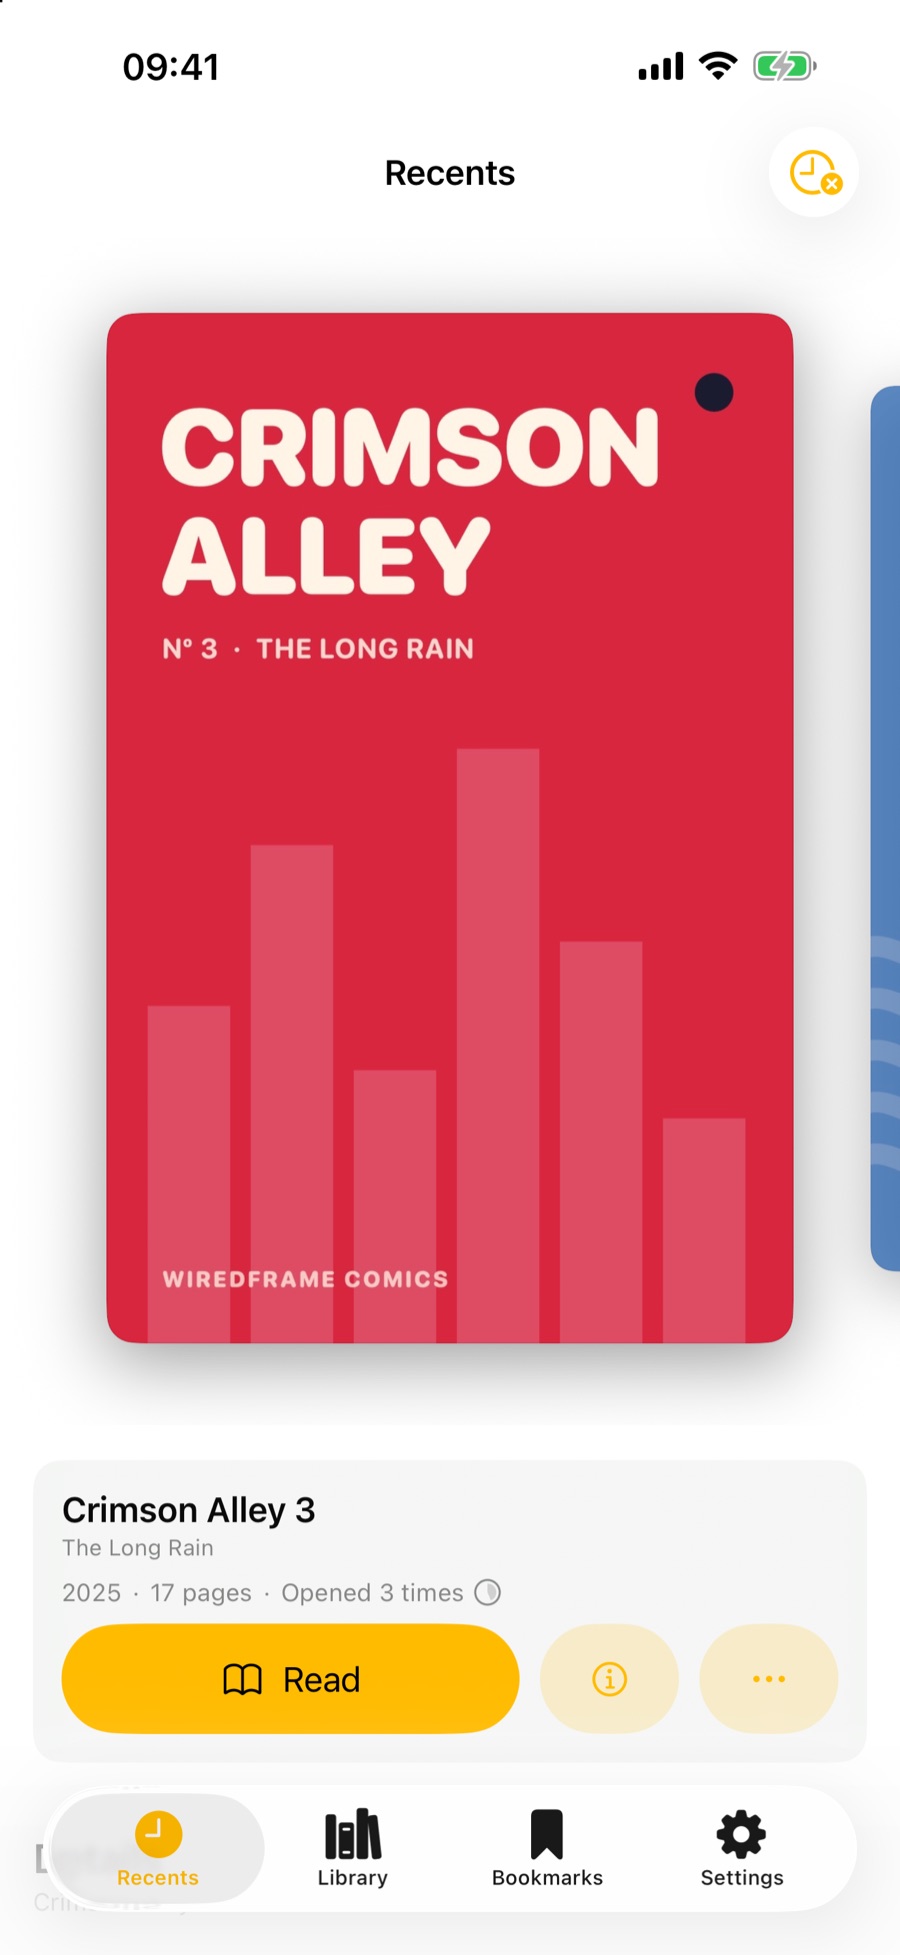 09:41
Recents
CRIMSON
ALLEY
Nº 3 · THE LONG RAIN
WIREDFRAME COMICS
Crimson Alley 3
The Long Rain
2025 · 17 pages · Opened 3 times
Read
Recents
Library
Bookmarks
Settings